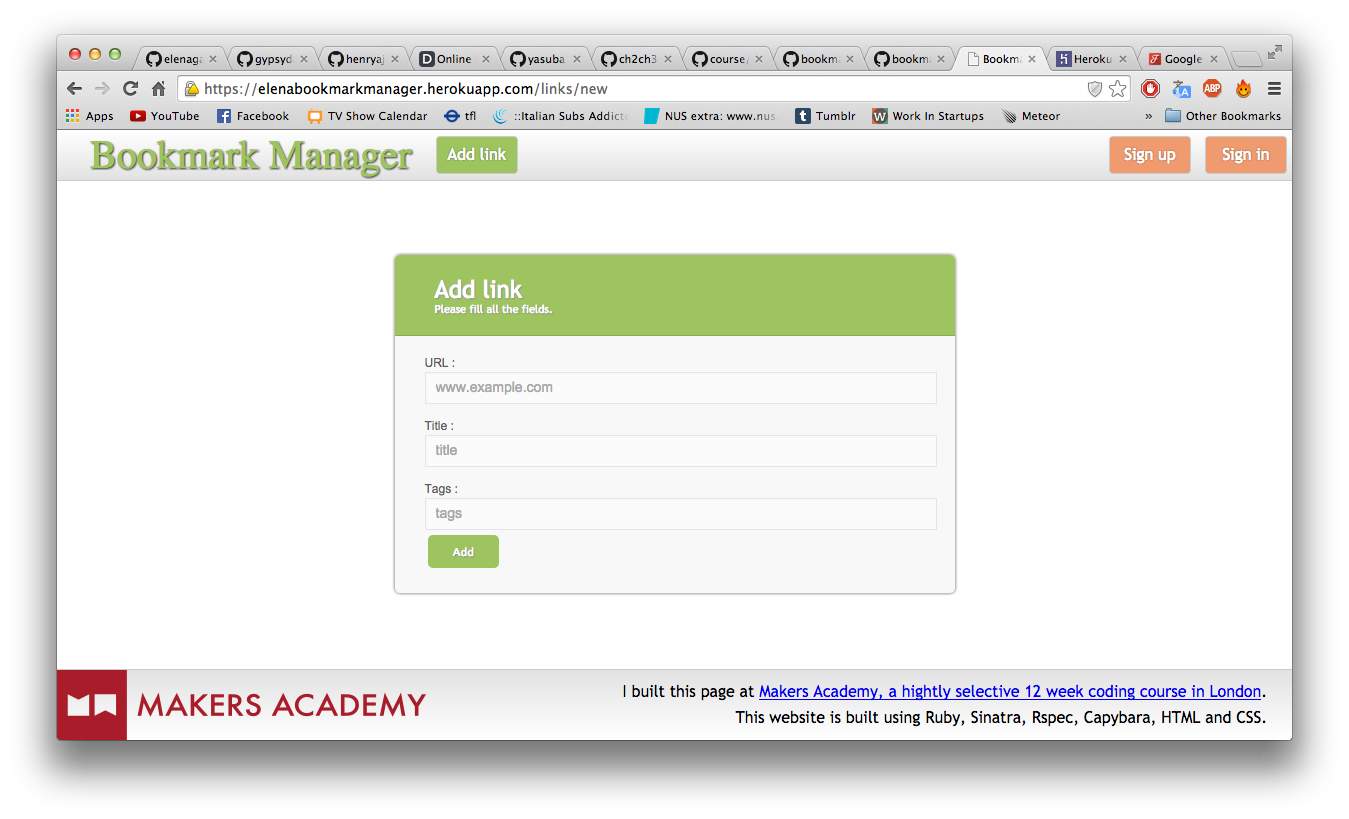 elenaga gypsyd henryaj Online yasuba ch2ch3 course/ bookm bookm Bookma Heroku Google
https://elenabookmarkmanager.herokuapp.com/links/new
Apps YouTube Facebook TV Show Calendar tfl ::Italian Subs Addicte NUS extra: www.nus. Tumblr Work In Startups Meteor » Other Bookmarks
Bookmark Manager Add link Sign up Sign in
Add link
Please fill all the fields.
URL :
www.example.com
Title :
title
Tags :
tags
Add
MAKERS ACADEMY
I built this page at Makers Academy, a hightly selective 12 week coding course in London.
This website is built using Ruby, Sinatra, Rspec, Capybara, HTML and CSS.